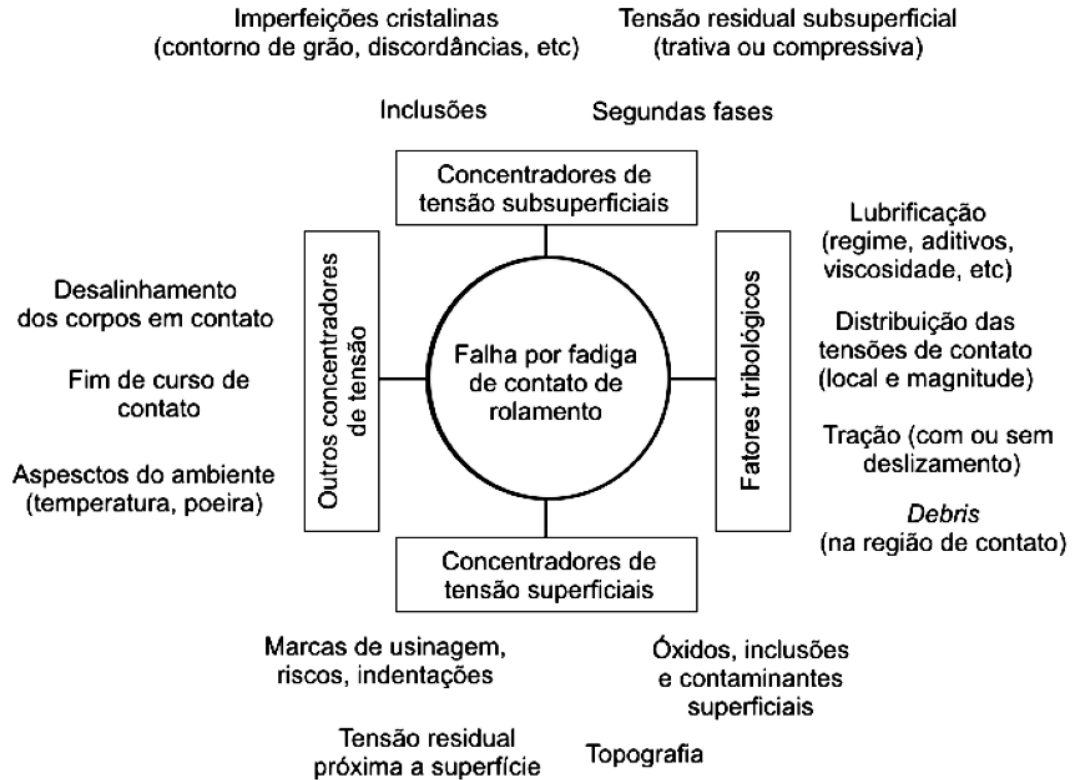 Imperfeições cristalinas
(contorno de grão, discordâncias, etc)
Tensão residual subsuperficial
(trativa ou compressiva)
Inclusões
Segundas fases
Concentradores de
tensão subsuperficiais
Desalinhamento
dos corpos em contato
Fim de curso de
contato
Aspesctos do ambiente
(temperatura, poeira)
Outros concentradores
de tensão
Falha por fadiga
de contato de
rolamento
Fatores tribológicos
Lubrificação
(regime, aditivos,
viscosidade, etc)
Distribuição das
tensões de contato
(local e magnitude)
Tração (com ou sem
deslizamento)
Debris
(na região de contato)
Concentradores de
tensão superficiais
Marcas de usinagem,
riscos, indentações
Óxidos, inclusões
e contaminantes
superficiais
Tensão residual
próxima a superfície
Topografia